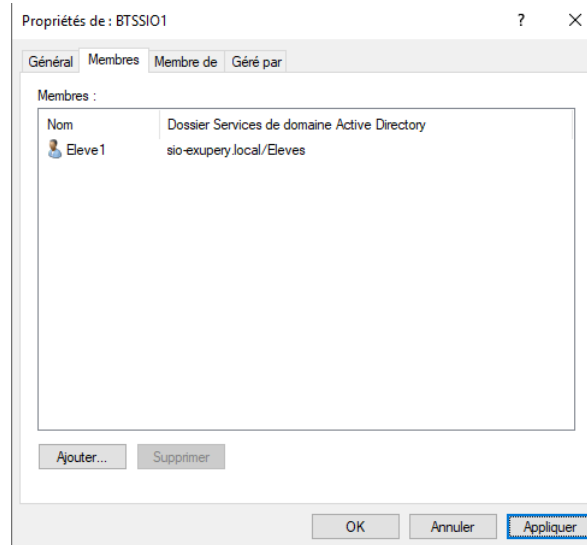 Propriétés de : BTSSIO1 ? ×
Général Membres Membre de Géré par
Membres :
Nom Dossier Services de domaine Active Directory
Eleve1 sio-exupery.local/Eleves
Ajouter... Supprimer
OK Annuler Appliquer